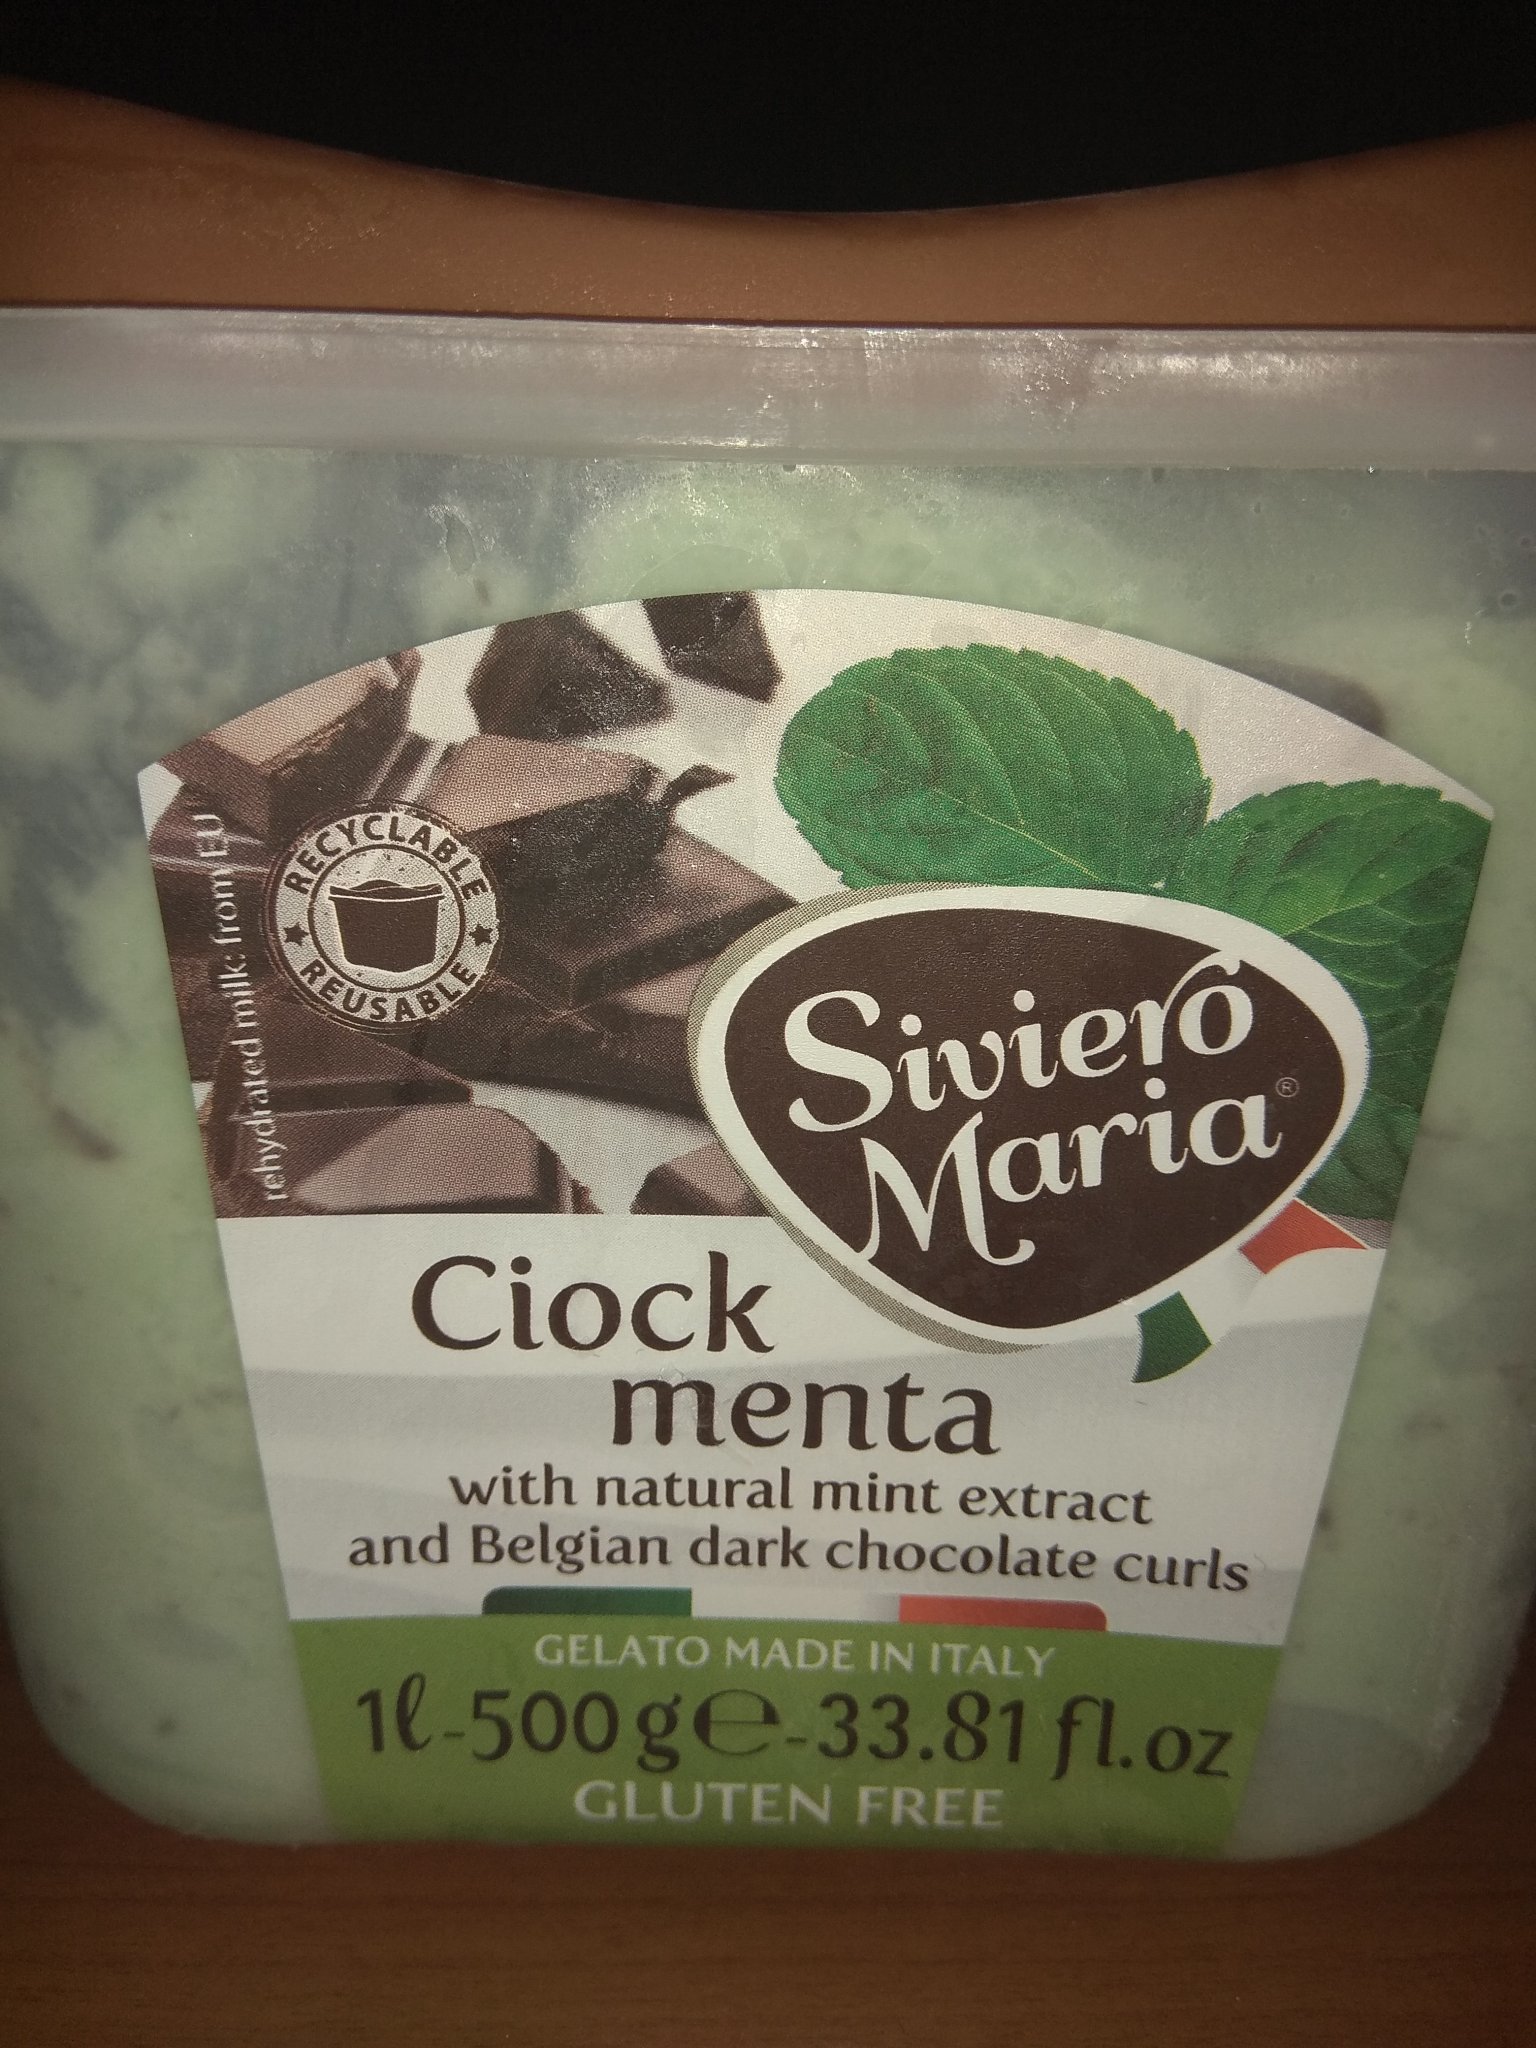 RECYCLABLE
REUSABLE
rehydrated milk: from EU
Siviero
Maria®
Ciock
menta
with natural mint extract
and Belgian dark chocolate curls
GELATO MADE IN ITALY
1ℓ-500g℮-33.81 fl.oz
GLUTEN FREE